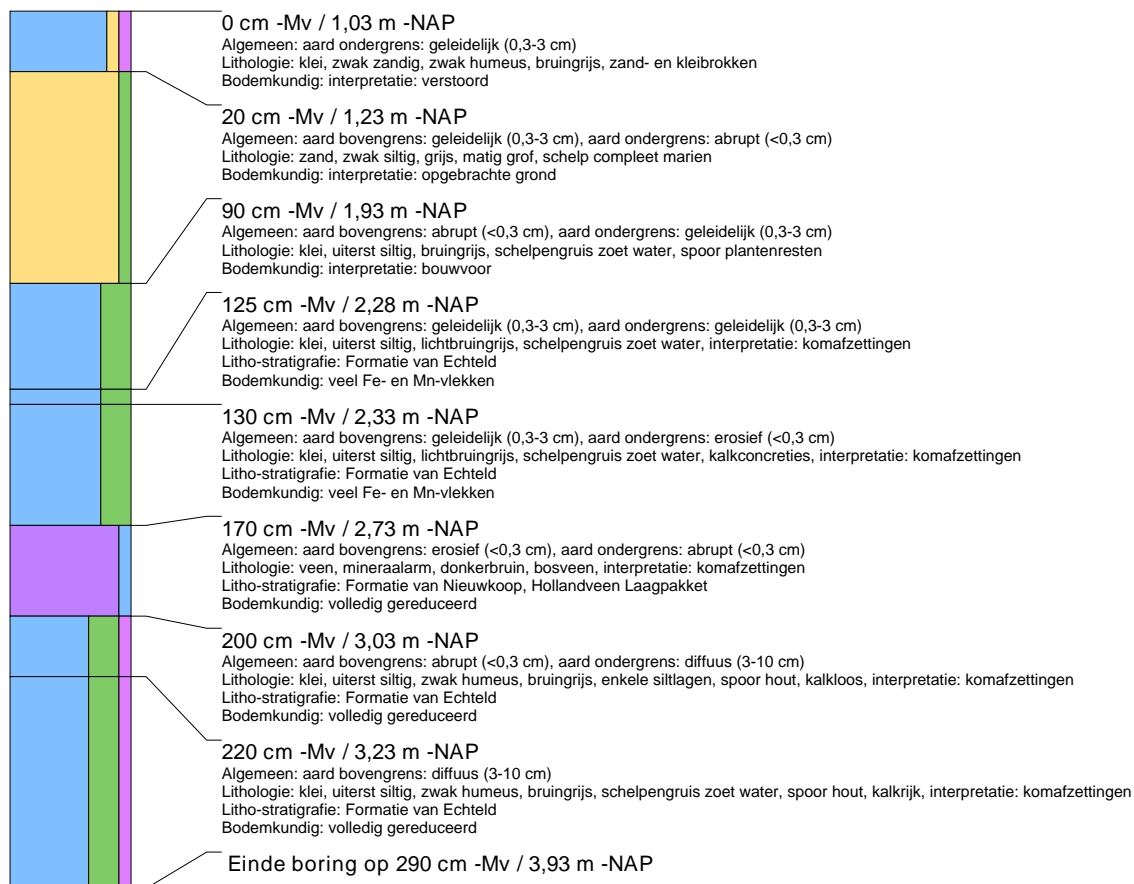 0 cm -Mv / 1,03 m -NAP
Algemeen: aard ondergrens: geleidelijk (0,3-3 cm)
Lithologie: klei, zwak zandig, zwak humeus, bruingrijs, zand- en kleibrokken
Bodemkundig: interpretatie: verstoord
20 cm -Mv / 1,23 m -NAP
Algemeen: aard bovengrens: geleidelijk (0,3-3 cm), aard ondergrens: abrupt (<0,3 cm)
Lithologie: zand, zwak siltig, grijs, matig grof, schelp compleet marien
Bodemkundig: interpretatie: opgebrachte grond
90 cm -Mv / 1,93 m -NAP
Algemeen: aard bovengrens: abrupt (<0,3 cm), aard ondergrens: geleidelijk (0,3-3 cm)
Lithologie: klei, uiterst siltig, bruingrijs, schelpengruis zoet water, spoor plantenresten
Bodemkundig: interpretatie: bouwvoor
125 cm -Mv / 2,28 m -NAP
Algemeen: aard bovengrens: geleidelijk (0,3-3 cm), aard ondergrens: geleidelijk (0,3-3 cm)
Lithologie: klei, uiterst siltig, lichtbruingrijs, schelpengruis zoet water, interpretatie: komafzettingen
Litho-stratigrafie: Formatie van Echteld
Bodemkundig: veel Fe- en Mn-vlekken
130 cm -Mv / 2,33 m -NAP
Algemeen: aard bovengrens: geleidelijk (0,3-3 cm), aard ondergrens: erosief (<0,3 cm)
Lithologie: klei, uiterst siltig, lichtbruingrijs, schelpengruis zoet water, kalkconcreties, interpretatie: komafzettingen
Litho-stratigrafie: Formatie van Echteld
Bodemkundig: veel Fe- en Mn-vlekken
170 cm -Mv / 2,73 m -NAP
Algemeen: aard bovengrens: erosief (<0,3 cm), aard ondergrens: abrupt (<0,3 cm)
Lithologie: veen, mineraalarm, donkerbruin, bosveen, interpretatie: komafzettingen
Litho-stratigrafie: Formatie van Nieuwkoop, Hollandveen Laagpakket
Bodemkundig: volledig gereduceerd
200 cm -Mv / 3,03 m -NAP
Algemeen: aard bovengrens: abrupt (<0,3 cm), aard ondergrens: diffuus (3-10 cm)
Lithologie: klei, uiterst siltig, zwak humeus, bruingrijs, enkele siltlagen, spoor hout, kalkloos, interpretatie: komafzettingen
Litho-stratigrafie: Formatie van Echteld
Bodemkundig: volledig gereduceerd
220 cm -Mv / 3,23 m -NAP
Algemeen: aard bovengrens: diffuus (3-10 cm)
Lithologie: klei, uiterst siltig, zwak humeus, bruingrijs, schelpengruis zoet water, spoor hout, kalkrijk, interpretatie: komafzettingen
Litho-stratigrafie: Formatie van Echteld
Bodemkundig: volledig gereduceerd
Einde boring op 290 cm -Mv / 3,93 m -NAP